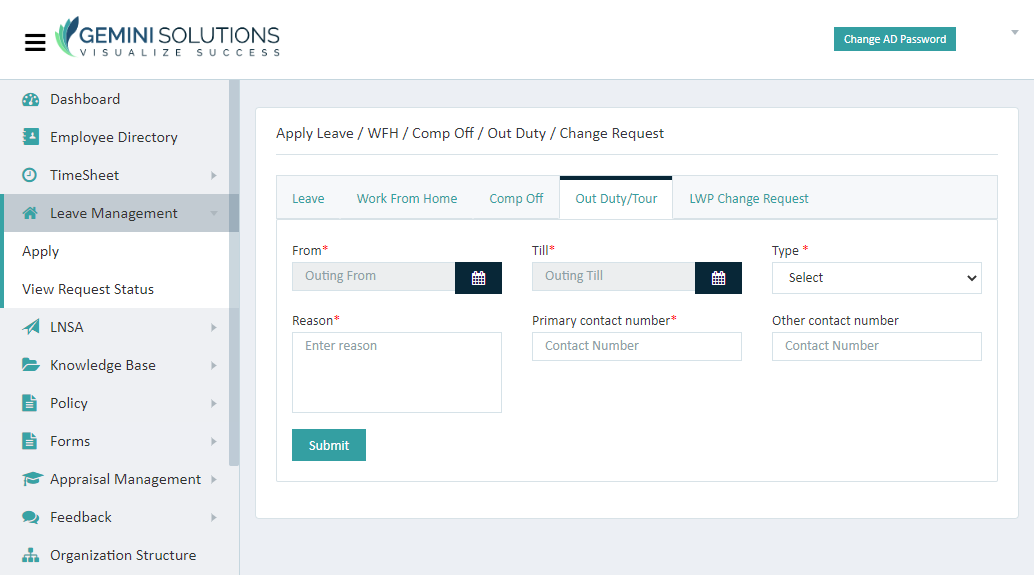 GEMINI SOLUTIONS
VISUALIZE SUCCESS
Change AD Password
Dashboard
Employee Directory
TimeSheet
Leave Management
Apply
View Request Status
LNSA
Knowledge Base
Policy
Forms
Appraisal Management
Feedback
Organization Structure
Apply Leave / WFH / Comp Off / Out Duty / Change Request
Leave Work From Home Comp Off Out Duty/Tour LWP Change Request
From* Till* Type *
Outing From Outing Till Select
Reason* Primary contact number* Other contact number
Enter reason Contact Number Contact Number
Submit